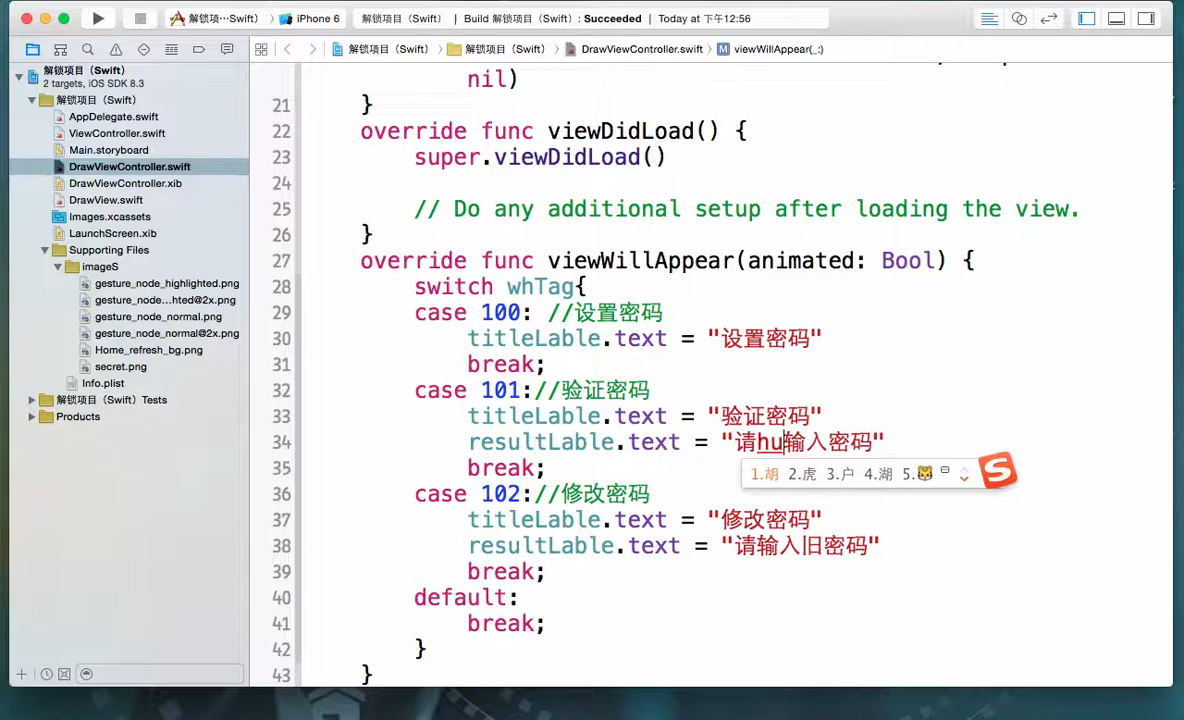 解锁项···Swift）
iPhone 6
解锁项目（Swift）
Build 解锁项目（Swift）: Succeeded
Today at 下午12:56
解锁项目（Swift）
解锁项目（Swift）
DrawViewController.swift
viewWillAppear(_:)
解锁项目（Swift）
2 targets, iOS SDK 8.3
解锁项目（Swift）
AppDelegate.swift
ViewController.swift
Main.storyboard
DrawViewController.swift
DrawViewController.xib
DrawView.swift
Images.xcassets
LaunchScreen.xib
Supporting Files
imageS
gesture_node_highlighted.png
gesture_node...hted@2x.png
gesture_node_normal.png
gesture_node_normal@2x.png
Home_refresh_bg.png
secret.png
Info.plist
解锁项目（Swift）Tests
Products
nil)
21 }
22 override func viewDidLoad() {
23 super.viewDidLoad()
24
25 // Do any additional setup after loading the view.
26 }
27 override func viewWillAppear(animated: Bool) {
28 switch whTag{
29 case 100: //设置密码
30 titleLable.text = "设置密码"
31 break;
32 case 101://验证密码
33 titleLable.text = "验证密码"
34 resultLable.text = "请hu输入密码"
1.胡 2.虎 3.户 4.湖 5.🐯
35 break;
36 case 102://修改密码
37 titleLable.text = "修改密码"
38 resultLable.text = "请输入旧密码"
39 break;
40 default:
41 break;
42 }
43 }